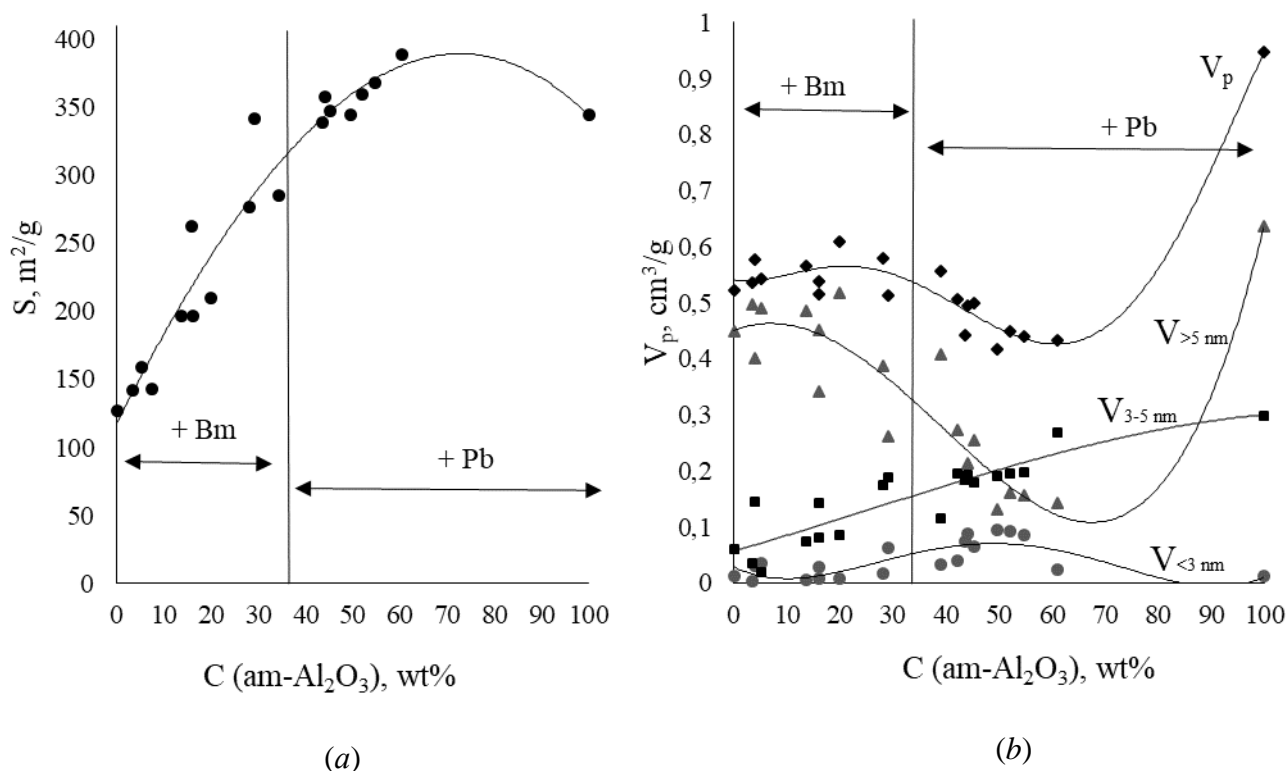 400
350
300
250
200
150
100
50
0
S, m²/g
+ Bm
+ Pb
0 10 20 30 40 50 60 70 80 90 100
C (am-Al₂O₃), wt%
(a)
1
0,9
0,8
0,7
0,6
0,5
0,4
0,3
0,2
0,1
0
Vₚ, cm³/g
+ Bm
+ Pb
Vₚ
V>5 nm
V3-5 nm
V<3 nm
0 10 20 30 40 50 60 70 80 90 100
C (am-Al₂O₃), wt%
(b)